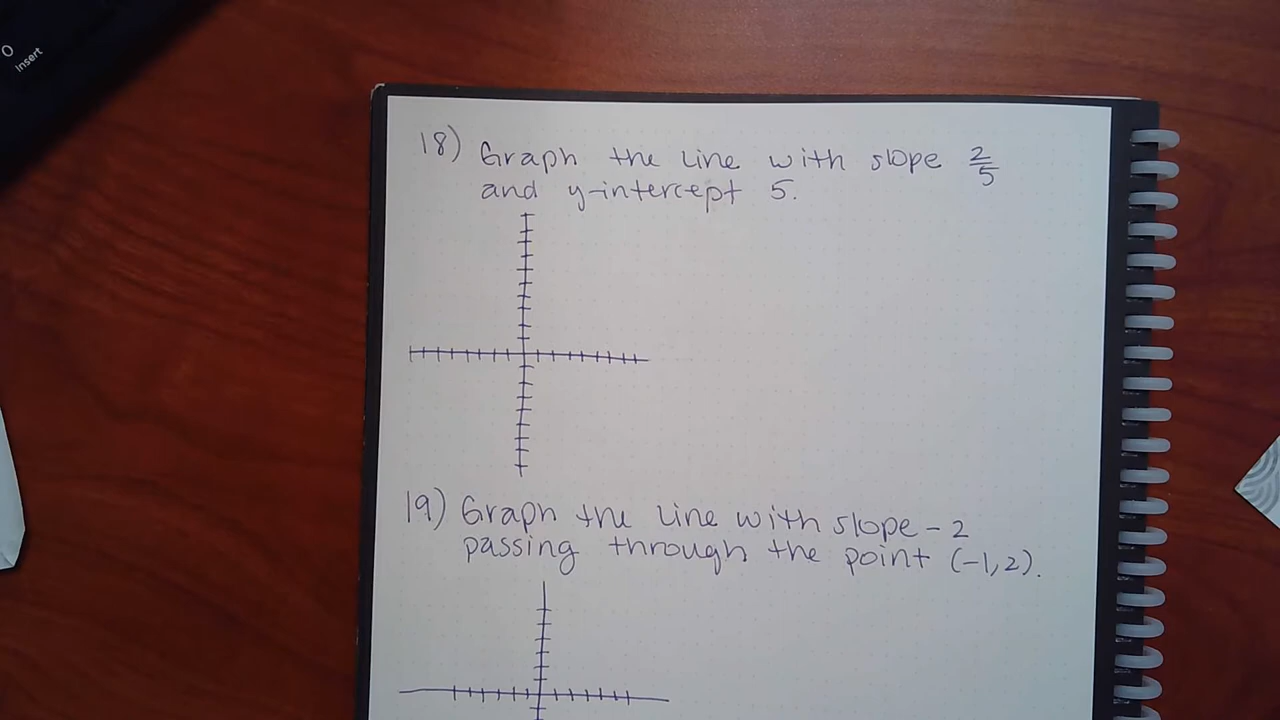 O
Insert
18) Graph the line with slope 2/5
and y-intercept 5.
19) Graph the line with slope -2
passing through the point (-1,2).